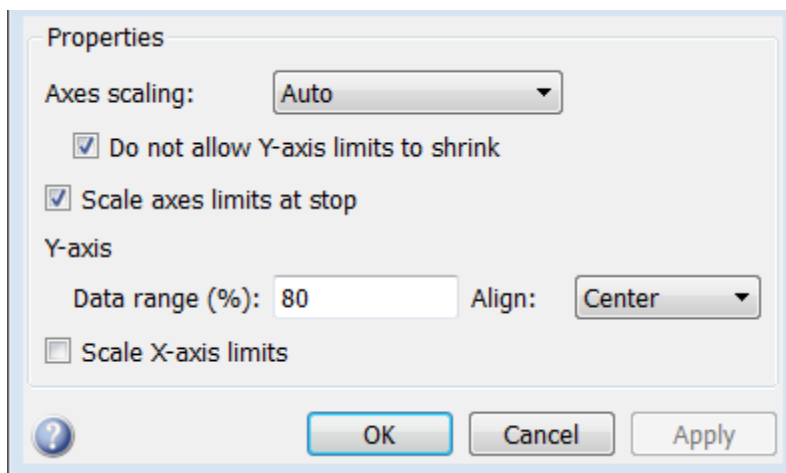 Properties
Axes scaling: Auto
Do not allow Y-axis limits to shrink
Scale axes limits at stop
Y-axis
Data range (%): 80 Align: Center
Scale X-axis limits
? OK Cancel Apply